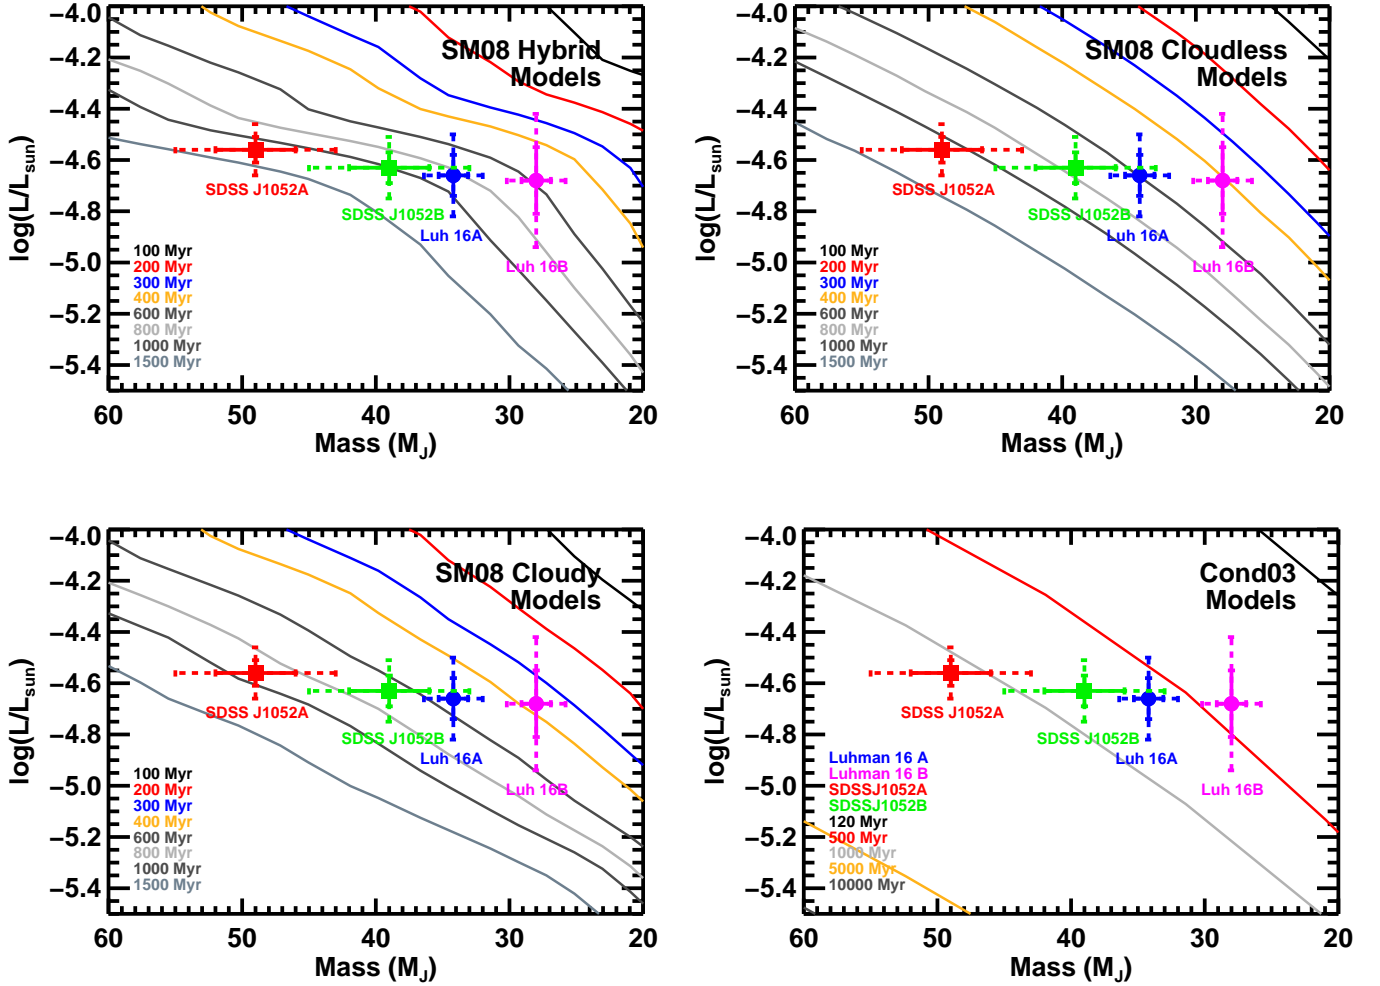 SM08 Hybrid
Models
−4.0
−4.2
−4.4
−4.6
−4.8
−5.0
−5.2
−5.4
log(L/Lsun)
SDSS J1052A
SDSS J1052B
Luh 16A
Luh 16B
100 Myr
200 Myr
300 Myr
400 Myr
600 Myr
800 Myr
1000 Myr
1500 Myr
60 50 40 30 20
Mass (MJ)
SM08 Cloudless
Models
−4.0
−4.2
−4.4
−4.6
−4.8
−5.0
−5.2
−5.4
log(L/Lsun)
SDSS J1052A
SDSS J1052B
Luh 16A
Luh 16B
100 Myr
200 Myr
300 Myr
400 Myr
600 Myr
800 Myr
1000 Myr
1500 Myr
60 50 40 30 20
Mass (MJ)
SM08 Cloudy
Models
−4.0
−4.2
−4.4
−4.6
−4.8
−5.0
−5.2
−5.4
log(L/Lsun)
SDSS J1052A
SDSS J1052B
Luh 16A
Luh 16B
100 Myr
200 Myr
300 Myr
400 Myr
600 Myr
800 Myr
1000 Myr
1500 Myr
60 50 40 30 20
Mass (MJ)
Cond03
Models
−4.0
−4.2
−4.4
−4.6
−4.8
−5.0
−5.2
−5.4
log(L/Lsun)
SDSS J1052A
SDSS J1052B
Luh 16A
Luh 16B
Luhman 16 A
Luhman 16 B
SDSSJ1052A
SDSSJ1052B
120 Myr
500 Myr
1000 Myr
5000 Myr
10000 Myr
60 50 40 30 20
Mass (MJ)